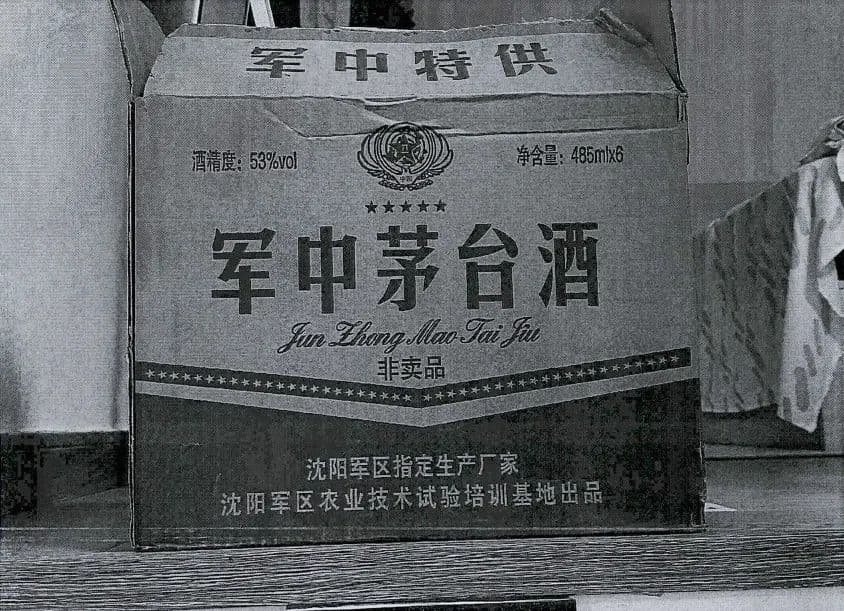 军中特供
酒精度：53%vol
净含量：485mlx6
中国
★★★★★
军中茅台酒
Jun Zhong Mao Tai Jiu
非卖品
沈阳军区指定生产厂家
沈阳军区农业技术试验培训基地出品